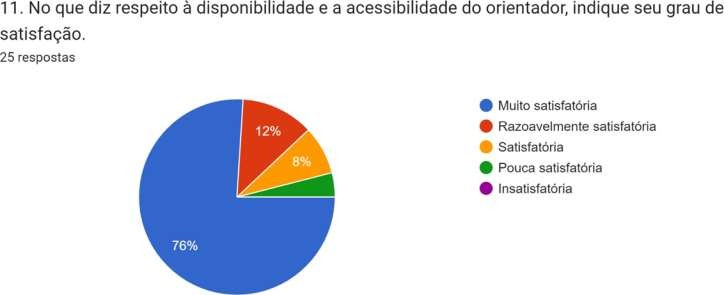 11. No que diz respeito à disponibilidade e a acessibilidade do orientador, indique seu grau de
satisfação.
25 respostas
12%
8%
76%
Muito satisfatória
Razoavelmente satisfatória
Satisfatória
Pouca satisfatória
Insatisfatória